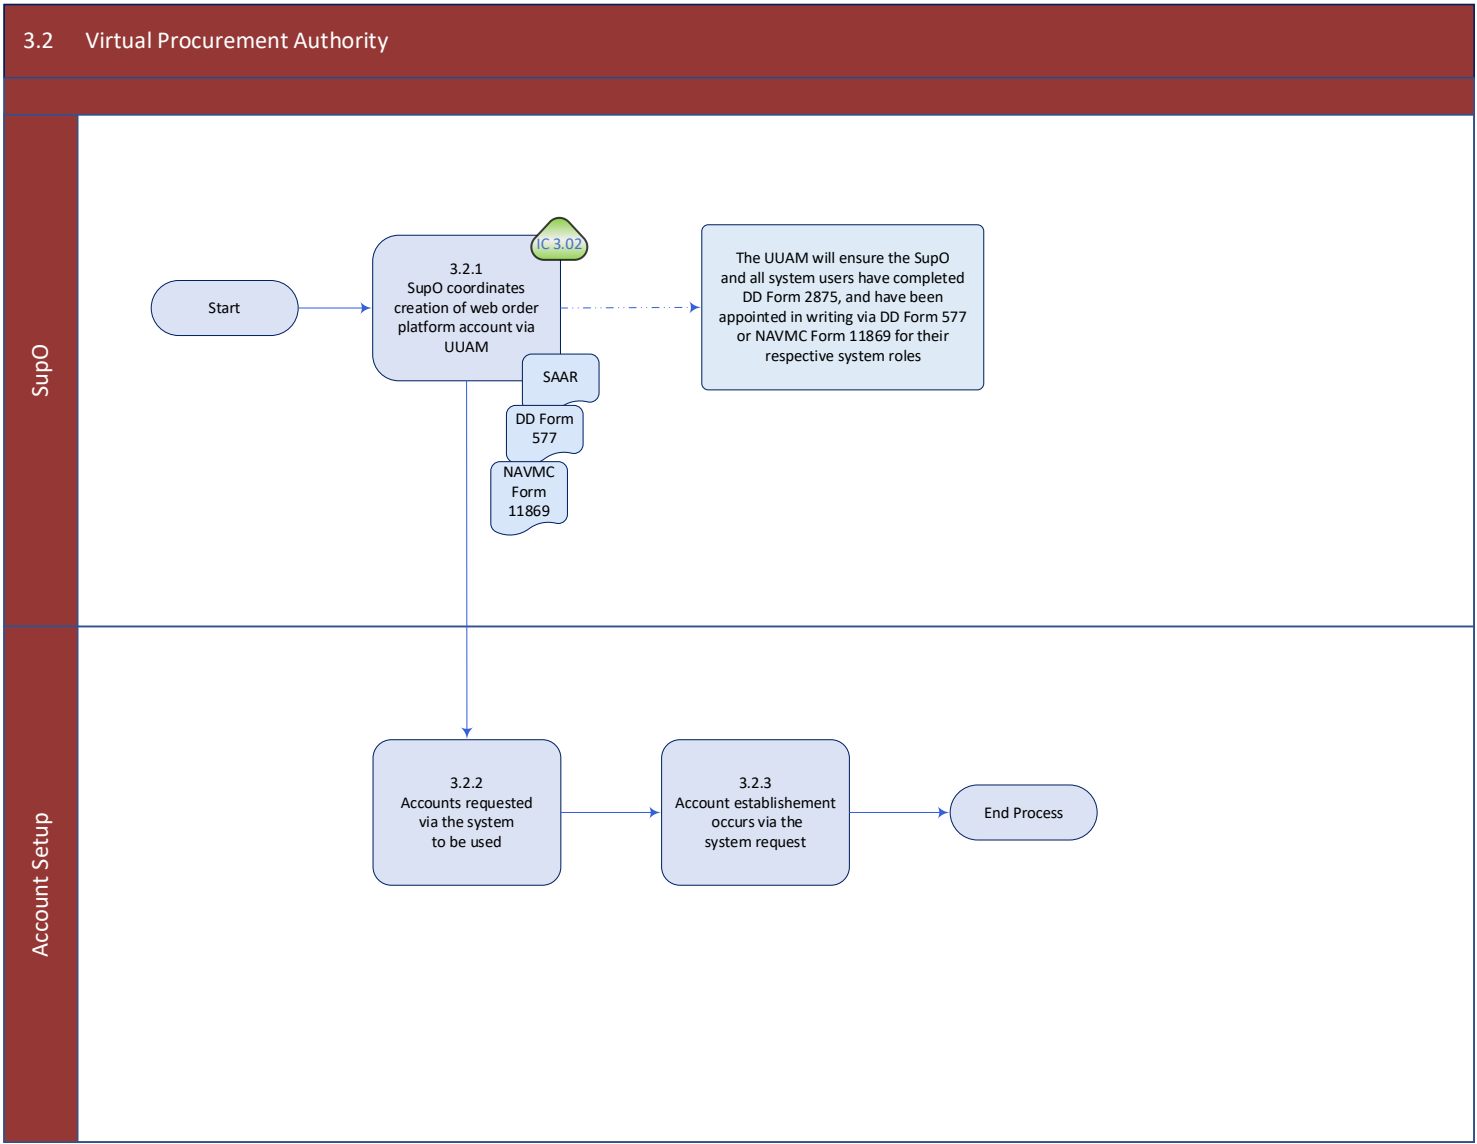 3.2 Virtual Procurement Authority
SupO
Start
3.2.1
SupO coordinates
creation of web order
platform account via
UUAM
IC 3.02
The UUAM will ensure the SupO
and all system users have completed
DD Form 2875, and have been
appointed in writing via DD Form 577
or NAVMC Form 11869 for their
respective system roles
SAAR
DD Form
577
NAVMC
Form
11869
Account Setup
3.2.2
Accounts requested
via the system
to be used
3.2.3
Account establishement
occurs via the
system request
End Process